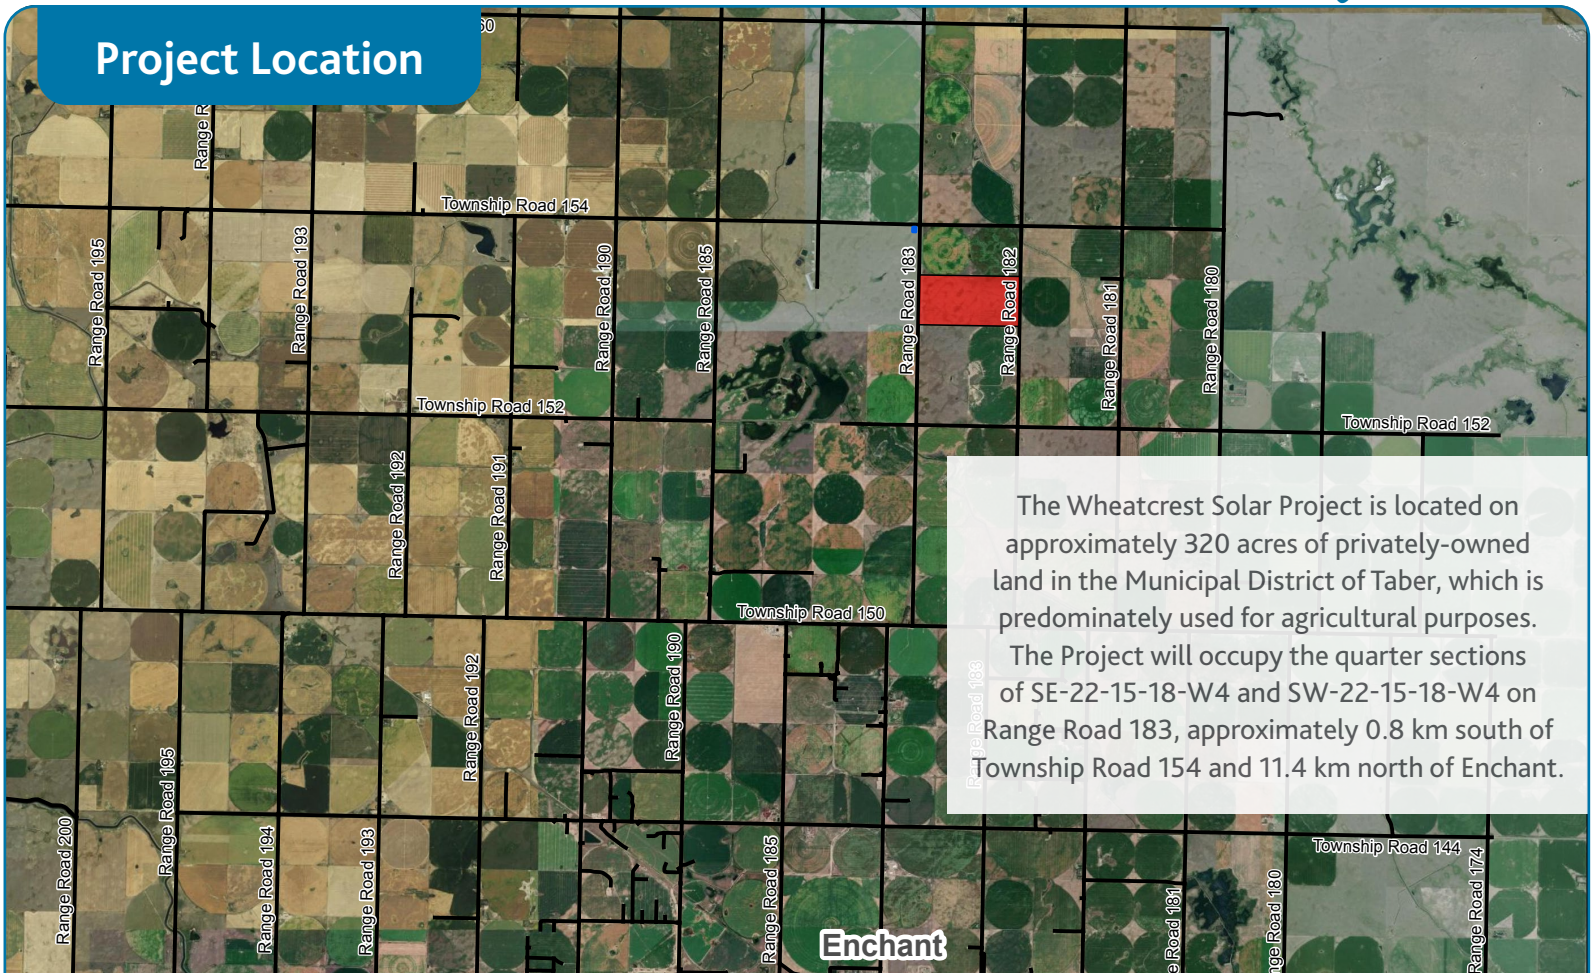 Project Location
60
Range R
Township Road 154
Range Road 195
Range Road 193
Range Road 190
Range Road 185
Range Road 183
Range Road 182
Range Road 181
Range Road 180
Township Road 152
Township Road 152
Range Road 192
Range Road 191
The Wheatcrest Solar Project is located on
approximately 320 acres of privately-owned
land in the Municipal District of Taber, which is
predominately used for agricultural purposes.
The Project will occupy the quarter sections
of SE-22-15-18-W4 and SW-22-15-18-W4 on
Range Road 183, approximately 0.8 km south of
Township Road 154 and 11.4 km north of Enchant.
Township Road 150
Range Road 183
Range Road 190
Range Road 192
Range Road 195
Township Road 144
Range Road 200
Range Road 194
Range Road 193
Range Road 185
e Road 181
nge Road 180
Range Road 174
Enchant